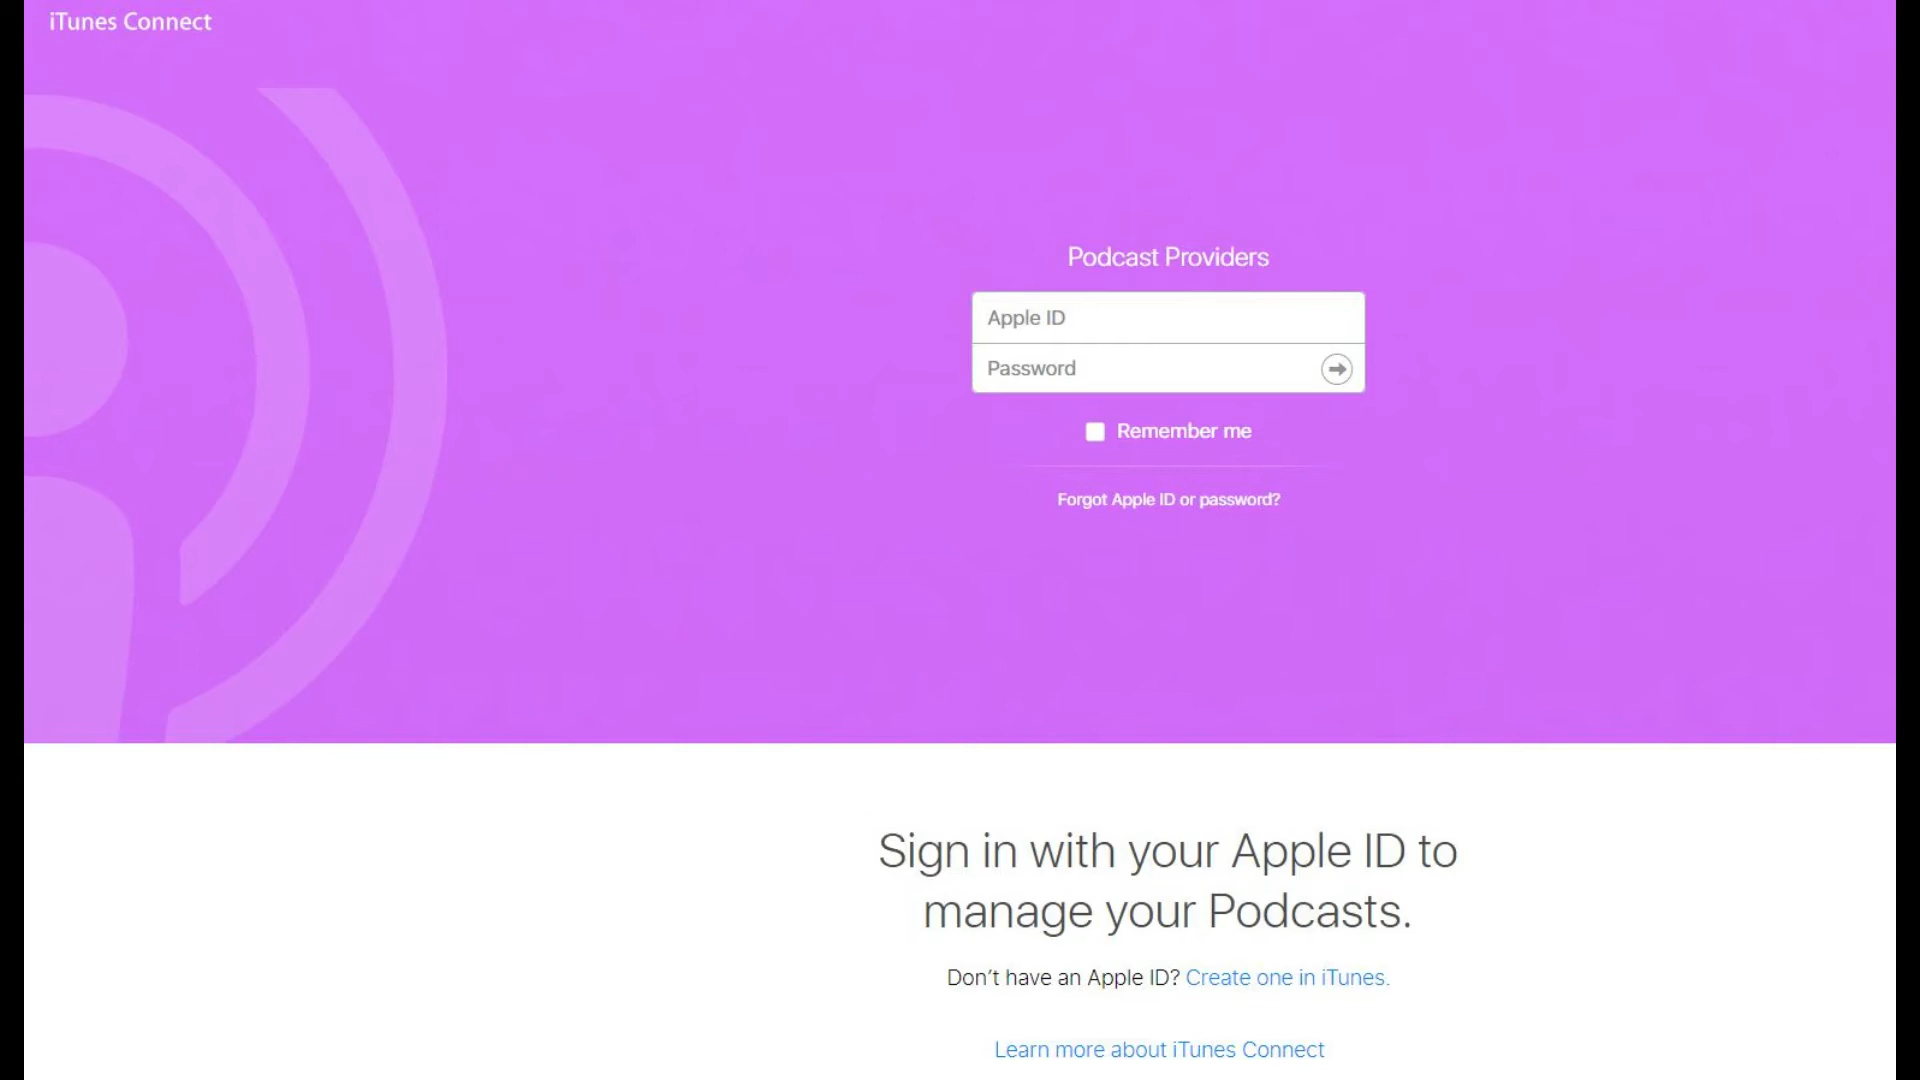 iTunes Connect
Podcast Providers
Apple ID
Password
Remember me
Forgot Apple ID or password?
Sign in with your Apple ID to
manage your Podcasts.
Don’t have an Apple ID? Create one in iTunes.
Learn more about iTunes Connect